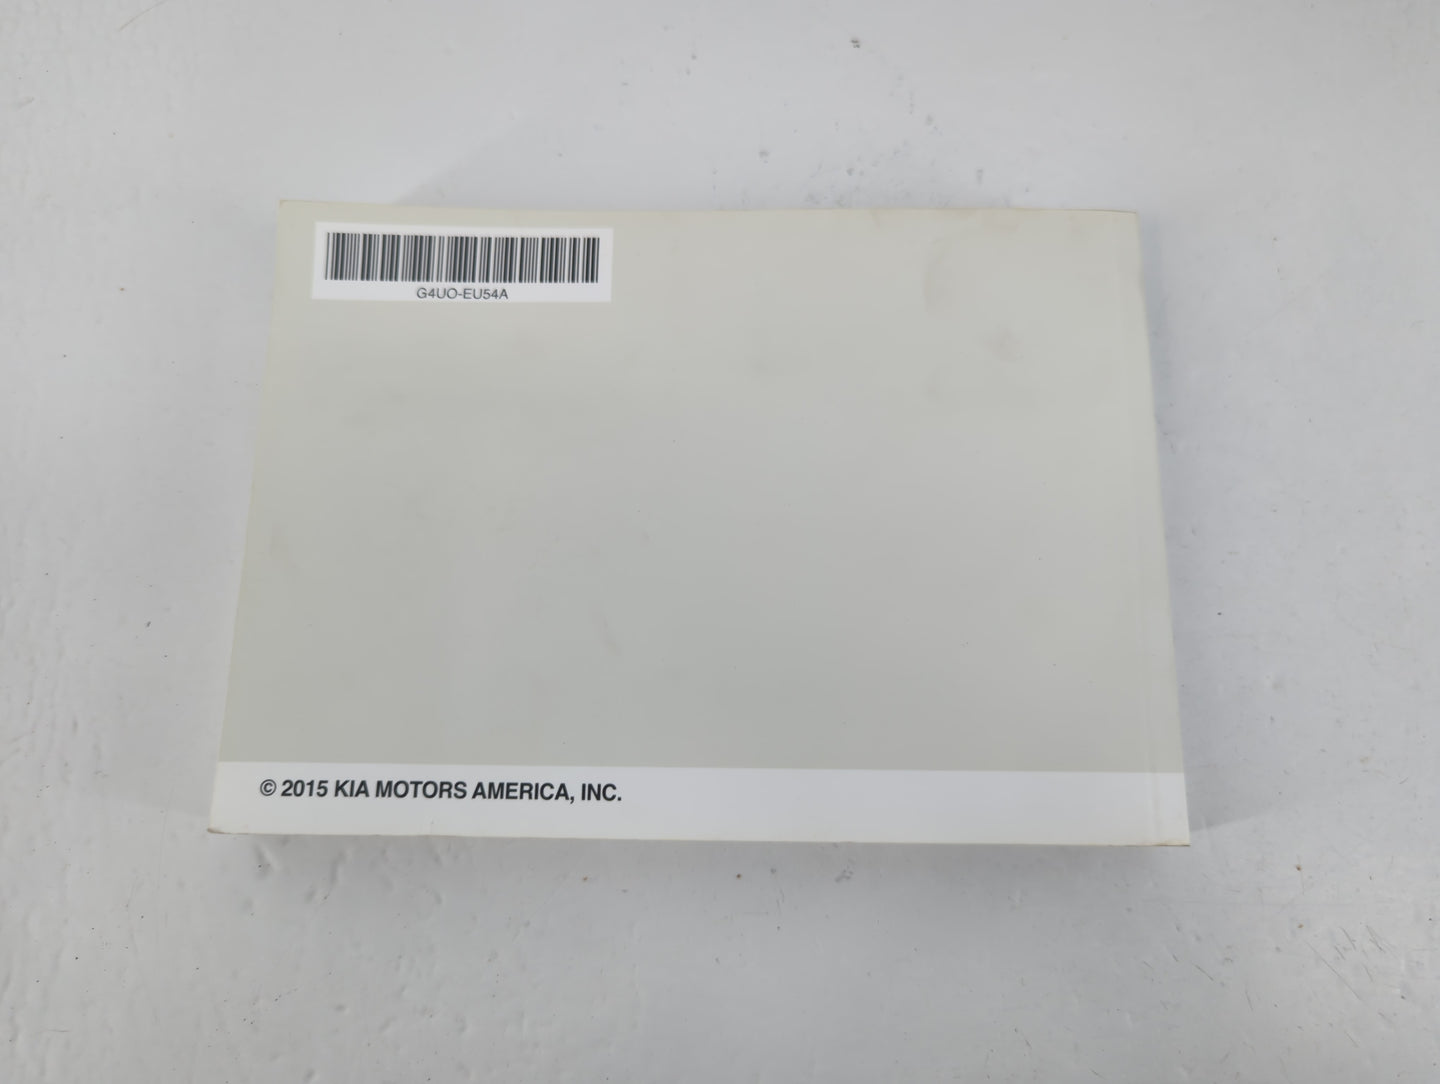 G4UO-EU54A
© 2015 KIA MOTORS AMERICA, INC.